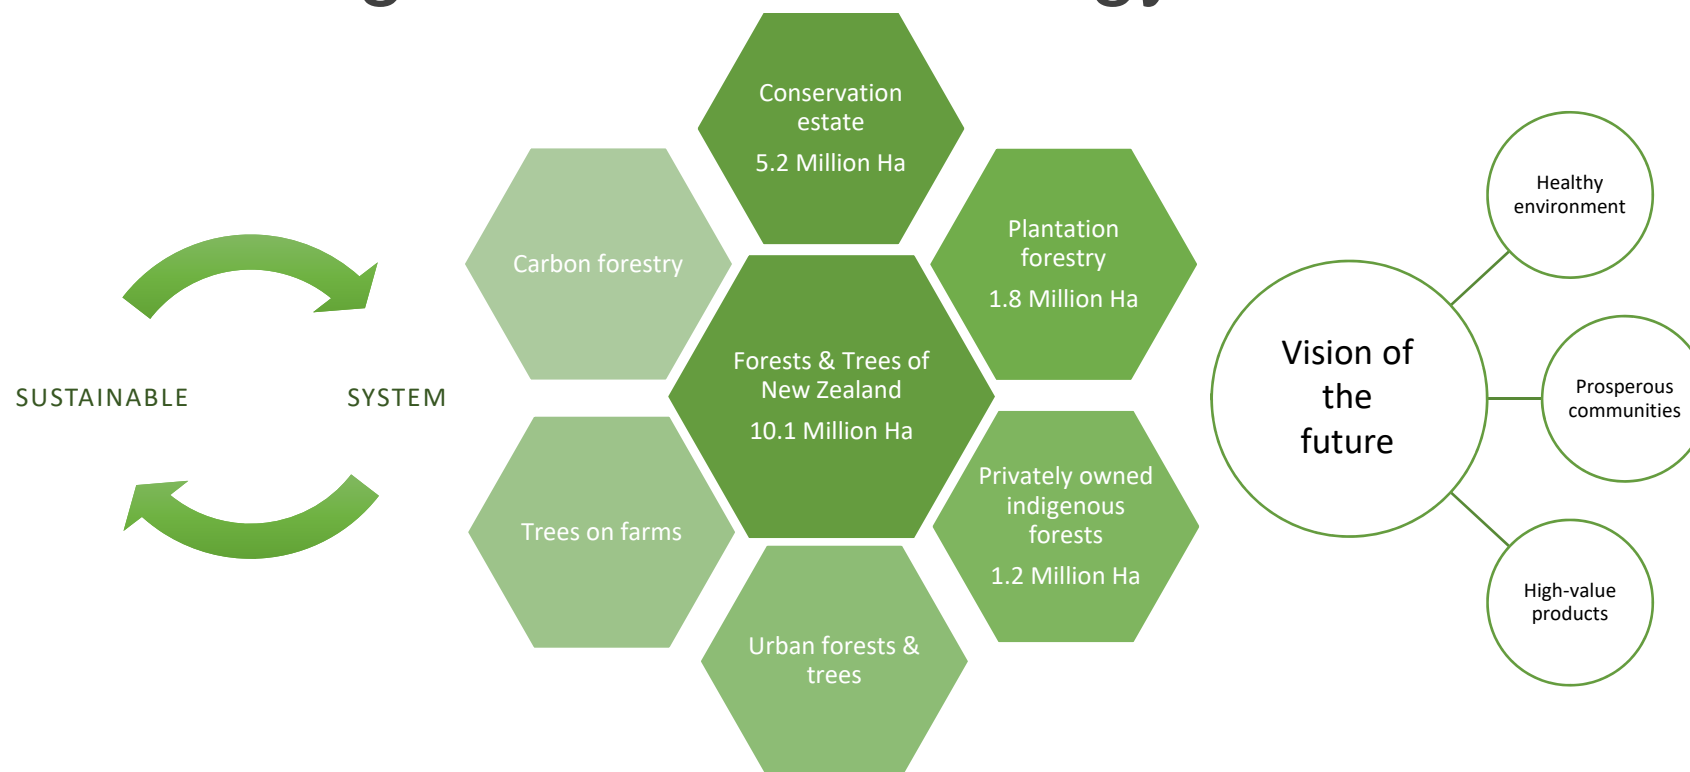 SUSTAINABLE
SYSTEM
Conservation
estate
5.2 Million Ha
Carbon forestry
Plantation
forestry
1.8 Million Ha
Forests & Trees of
New Zealand
10.1 Million Ha
Privately owned
indigenous
forests
1.2 Million Ha
Trees on farms
Urban forests &
trees
Vision of
the
future
Healthy
environment
Prosperous
communities
High-value
products